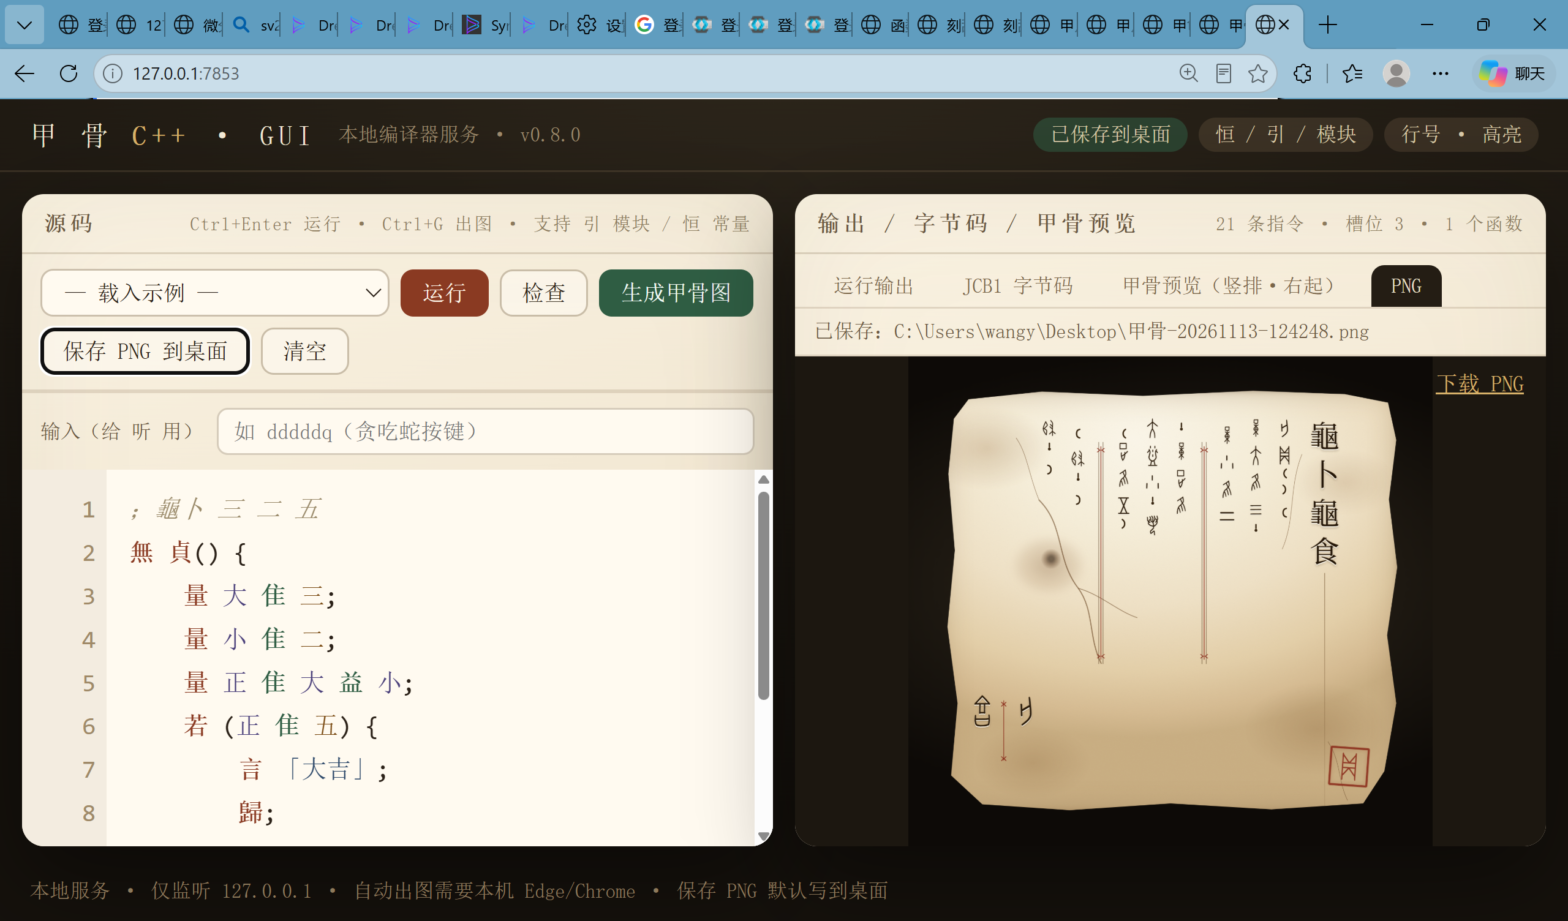 127.0.0.1:7853
聊天
甲 骨 C++ • GUI 本地编译器服务 • v0.8.0
已保存到桌面
恒 / 引 / 模块
行号 • 高亮
源码
Ctrl+Enter 运行 • Ctrl+G 出图 • 支持 引 模块 / 恒 常量
— 载入示例 —
运行
检查
生成甲骨图
保存 PNG 到桌面
清空
输入（给 听 用）
如 dddddq（贪吃蛇按键）
1 ; 龜卜 三 二 五
2 無 貞() {
3 量 大 隹 三;
4 量 小 隹 二;
5 量 正 隹 大 益 小;
6 若 (正 隹 五) {
7 言 「大吉」;
8 歸;
输出 / 字节码 / 甲骨预览
21 条指令 • 槽位 3 • 1 个函数
运行输出
JCB1 字节码
甲骨预览（竖排•右起）
PNG
已保存: C:\Users\wangy\Desktop\甲骨-20261113-124248.png
下载 PNG
龜卜龜食
本地服务 • 仅监听 127.0.0.1 • 自动出图需要本机 Edge/Chrome • 保存 PNG 默认写到桌面